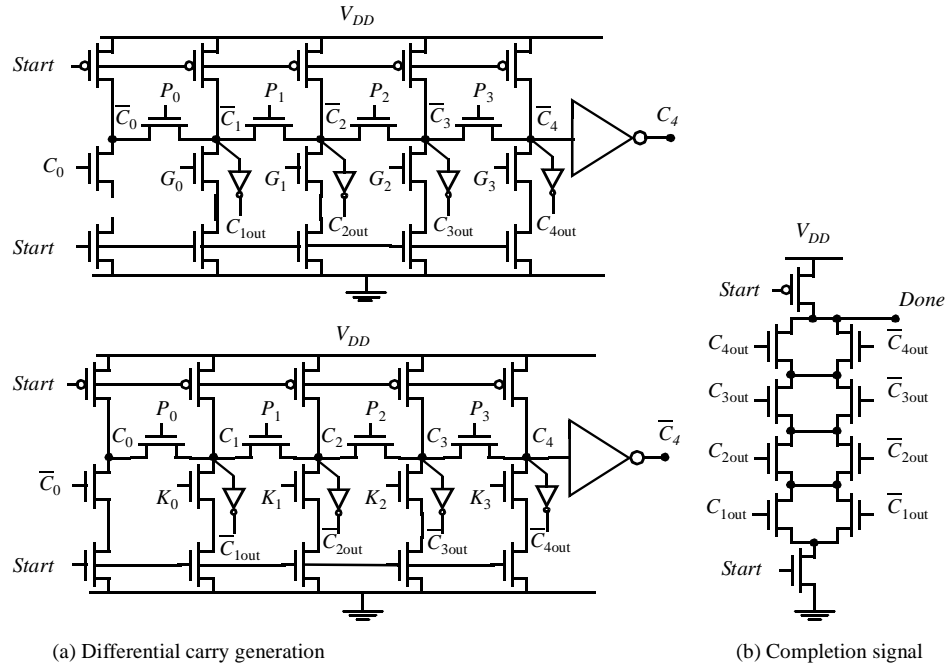 V_DD
Start
P_0 P_1 P_2 P_3
C̅_0 C̅_1 C̅_2 C̅_3 C̅_4 C_4
C_0 G_0 G_1 G_2 G_3
C_1out C_2out C_3out C_4out
Start
V_DD
Start
P_0 P_1 P_2 P_3
C_0 C_1 C_2 C_3 C_4 C̅_4
C̅_0 K_0 K_1 K_2 K_3
C̅_1out C̅_2out C̅_3out C̅_4out
Start
(a) Differential carry generation
V_DD
Start
Done
C_4out C̅_4out
C_3out C̅_3out
C_2out C̅_2out
C_1out C̅_1out
Start
(b) Completion signal